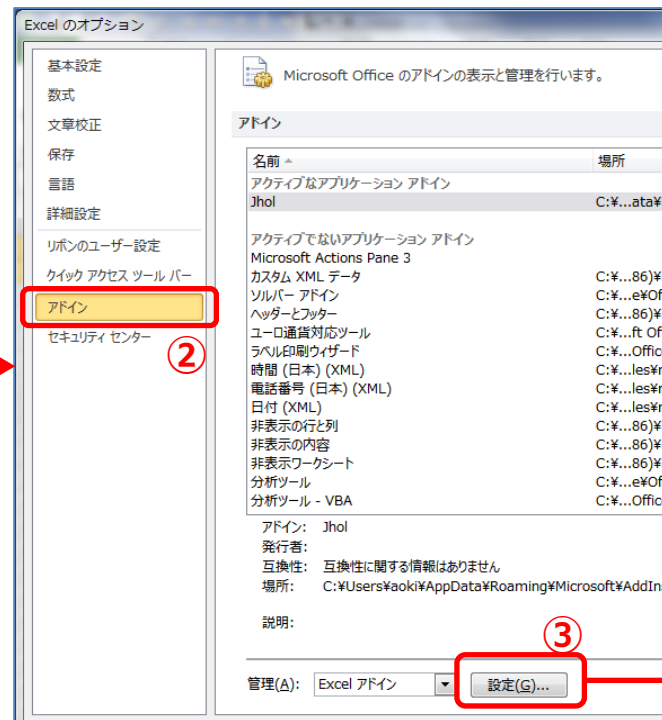 Excel のオプション
基本設定
数式
文章校正
保存
言語
詳細設定
リボンのユーザー設定
クイック アクセス ツール バー
アドイン
セキュリティ センター
②
Microsoft Office のアドインの表示と管理を行います。
アドイン
名前 場所
アクティブなアプリケーション アドイン
Jhol C:¥...ata¥
アクティブでないアプリケーション アドイン
Microsoft Actions Pane 3
カスタム XML データ C:¥...86)¥
ソルバー アドイン C:¥...e¥Of
ヘッダーとフッター C:¥...86)¥
ユーロ通貨対応ツール C:¥...ft Of
ラベル印刷ウィザード C:¥...Offic
時間 (日本) (XML) C:¥...les¥
電話番号 (日本) (XML) C:¥...les¥
日付 (XML) C:¥...les¥
非表示の行と列 C:¥...86)¥
非表示の内容 C:¥...86)¥
非表示ワークシート C:¥...86)¥
分析ツール C:¥...e¥Of
分析ツール - VBA C:¥...Offic
アドイン: Jhol
発行者:
互換性: 互換性に関する情報はありません
場所: C:¥Users¥aoki¥AppData¥Roaming¥Microsoft¥AddIns
説明:
③
管理(A): Excel アドイン 設定(G)...